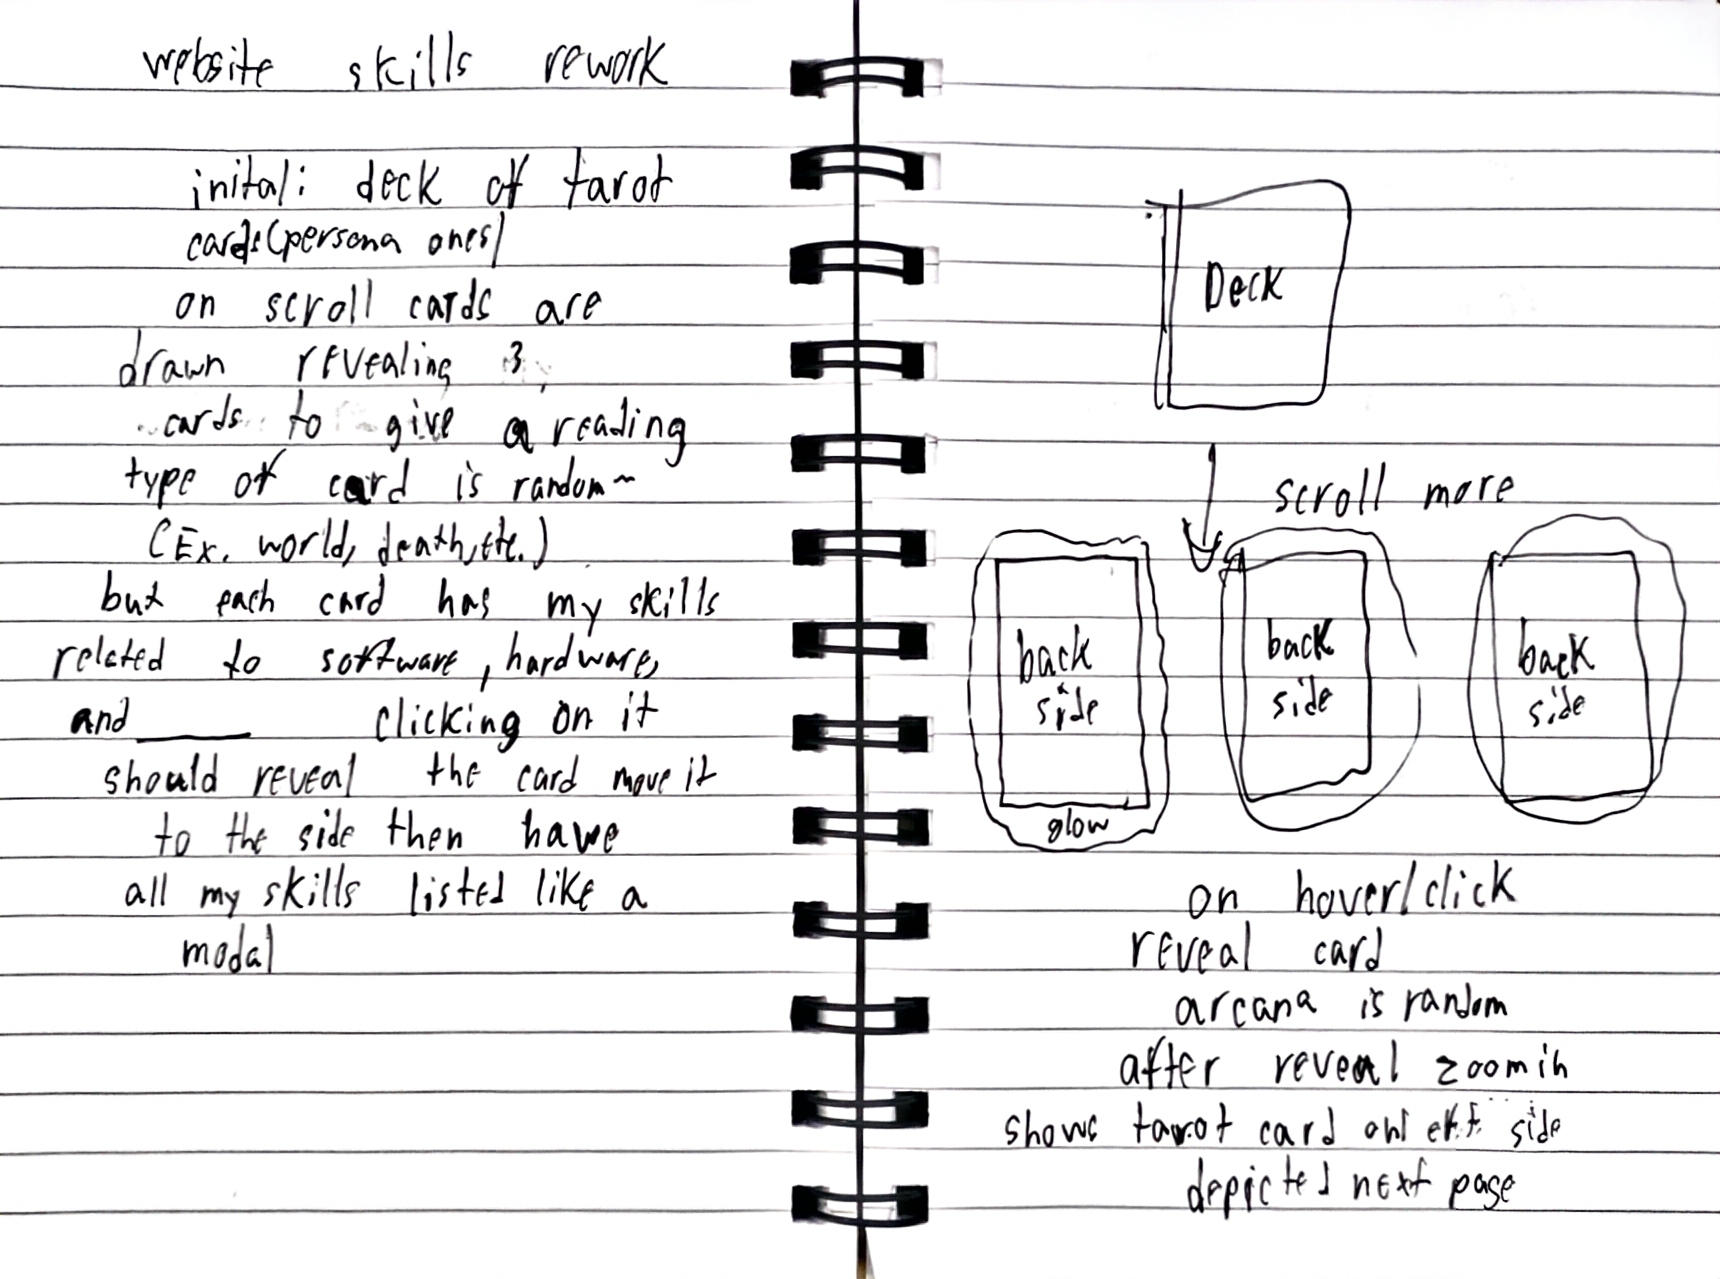 website skills rework
inital: deck of tarot
cards(persona ones)
on scroll cards are
drawn revealing 3
cards to give a reading
type of card is random~
(Ex. world, death, etc.)
but each card has my skills
related to software, hardware,
and ______ clicking on it
should reveal the card move it
to the side then have
all my skills listed like a
modal
Deck
scroll more
back
side
glow
back
side
back
side
on hover/click
reveal card
arcana is random
after reveal zoom in
shows tarot card on left side
depicted next page